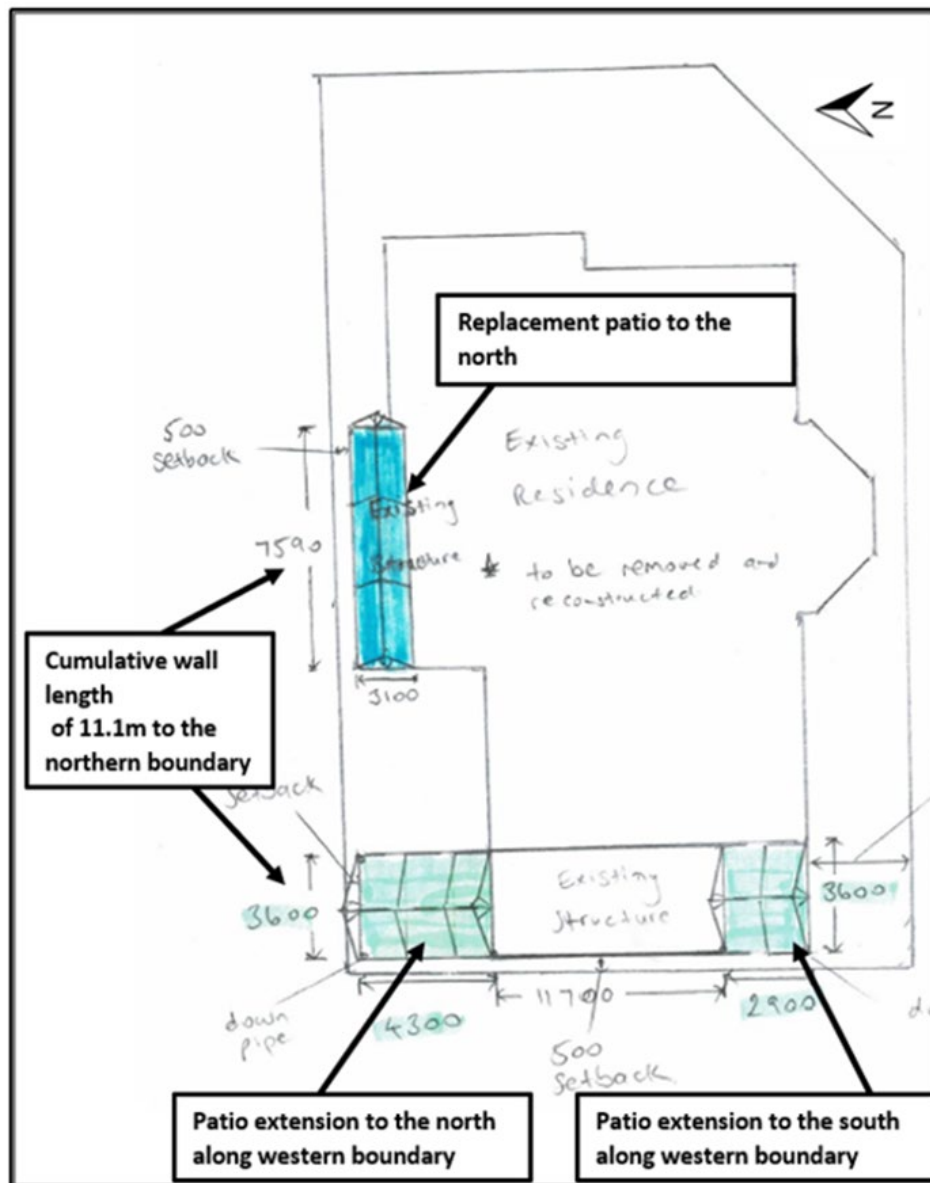 N
Replacement patio to the
north
500
setback
Existing
Residence
Existing
7590
Structure * to be removed and
reconstructed
Cumulative wall
length
of 11.1m to the
northern boundary
3100
setback
Existing
Structure
3600
3600
down
pipe
4300
11700
2900
500
setback
Patio extension to the north
along western boundary
Patio extension to the south
along western boundary